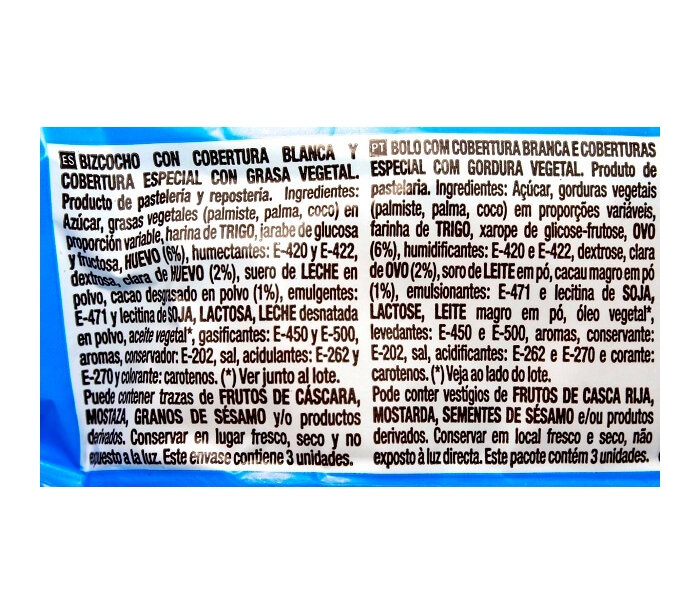 ES BIZCOCHO CON COBERTURA BLANCA Y
COBERTURA ESPECIAL CON GRASA VEGETAL.
Producto de pastelería y repostería. Ingredientes:
Azúcar, grasas vegetales (palmiste, palma, coco) en
proporción variable, harina de TRIGO, jarabe de glucosa
y fructosa, HUEVO (6%), humectantes: E-420 y E-422,
dextrosa, clara de HUEVO (2%), suero de LECHE en
polvo, cacao desgrasado en polvo (1%), emulgentes:
E-471 y lecitina de SOJA, LACTOSA, LECHE desnatada
en polvo, aceite vegetal*, gasificantes: E-450 y E-500,
aromas, conservador: E-202, sal, acidulantes: E-262 y
E-270 y colorante: carotenos. (*) Ver junto al lote.
Puede contener trazas de FRUTOS DE CÁSCARA,
MOSTAZA, GRANOS DE SÉSAMO y/o productos
derivados. Conservar en lugar fresco, seco y no
expuesto a la luz. Este envase contiene 3 unidades.
PT BOLO COM COBERTURA BRANCA E COBERTURAS
ESPECIAL COM GORDURA VEGETAL. Produto de
pastelaria. Ingredientes: Açúcar, gorduras vegetais
(palmiste, palma, coco) em proporções variáveis,
farinha de TRIGO, xarope de glicose-frutose, OVO
(6%), humidificantes: E-420 e E-422, dextrose, clara
de OVO (2%), soro de LEITE em pó, cacau magro em pó
(1%), emulsionantes: E-471 e lecitina de SOJA,
LACTOSE, LEITE magro em pó, óleo vegetal*,
levedantes: E-450 e E-500, aromas, conservante:
E-202, sal, acidificantes: E-262 e E-270 e corante:
carotenos. (*) Veja ao lado do lote.
Pode conter vestígios de FRUTOS DE CASCA RIJA,
MOSTARDA, SEMENTES DE SÉSAMO e/ou produtos
derivados. Conservar em local fresco e seco, não
exposto à luz directa. Este pacote contém 3 unidades.